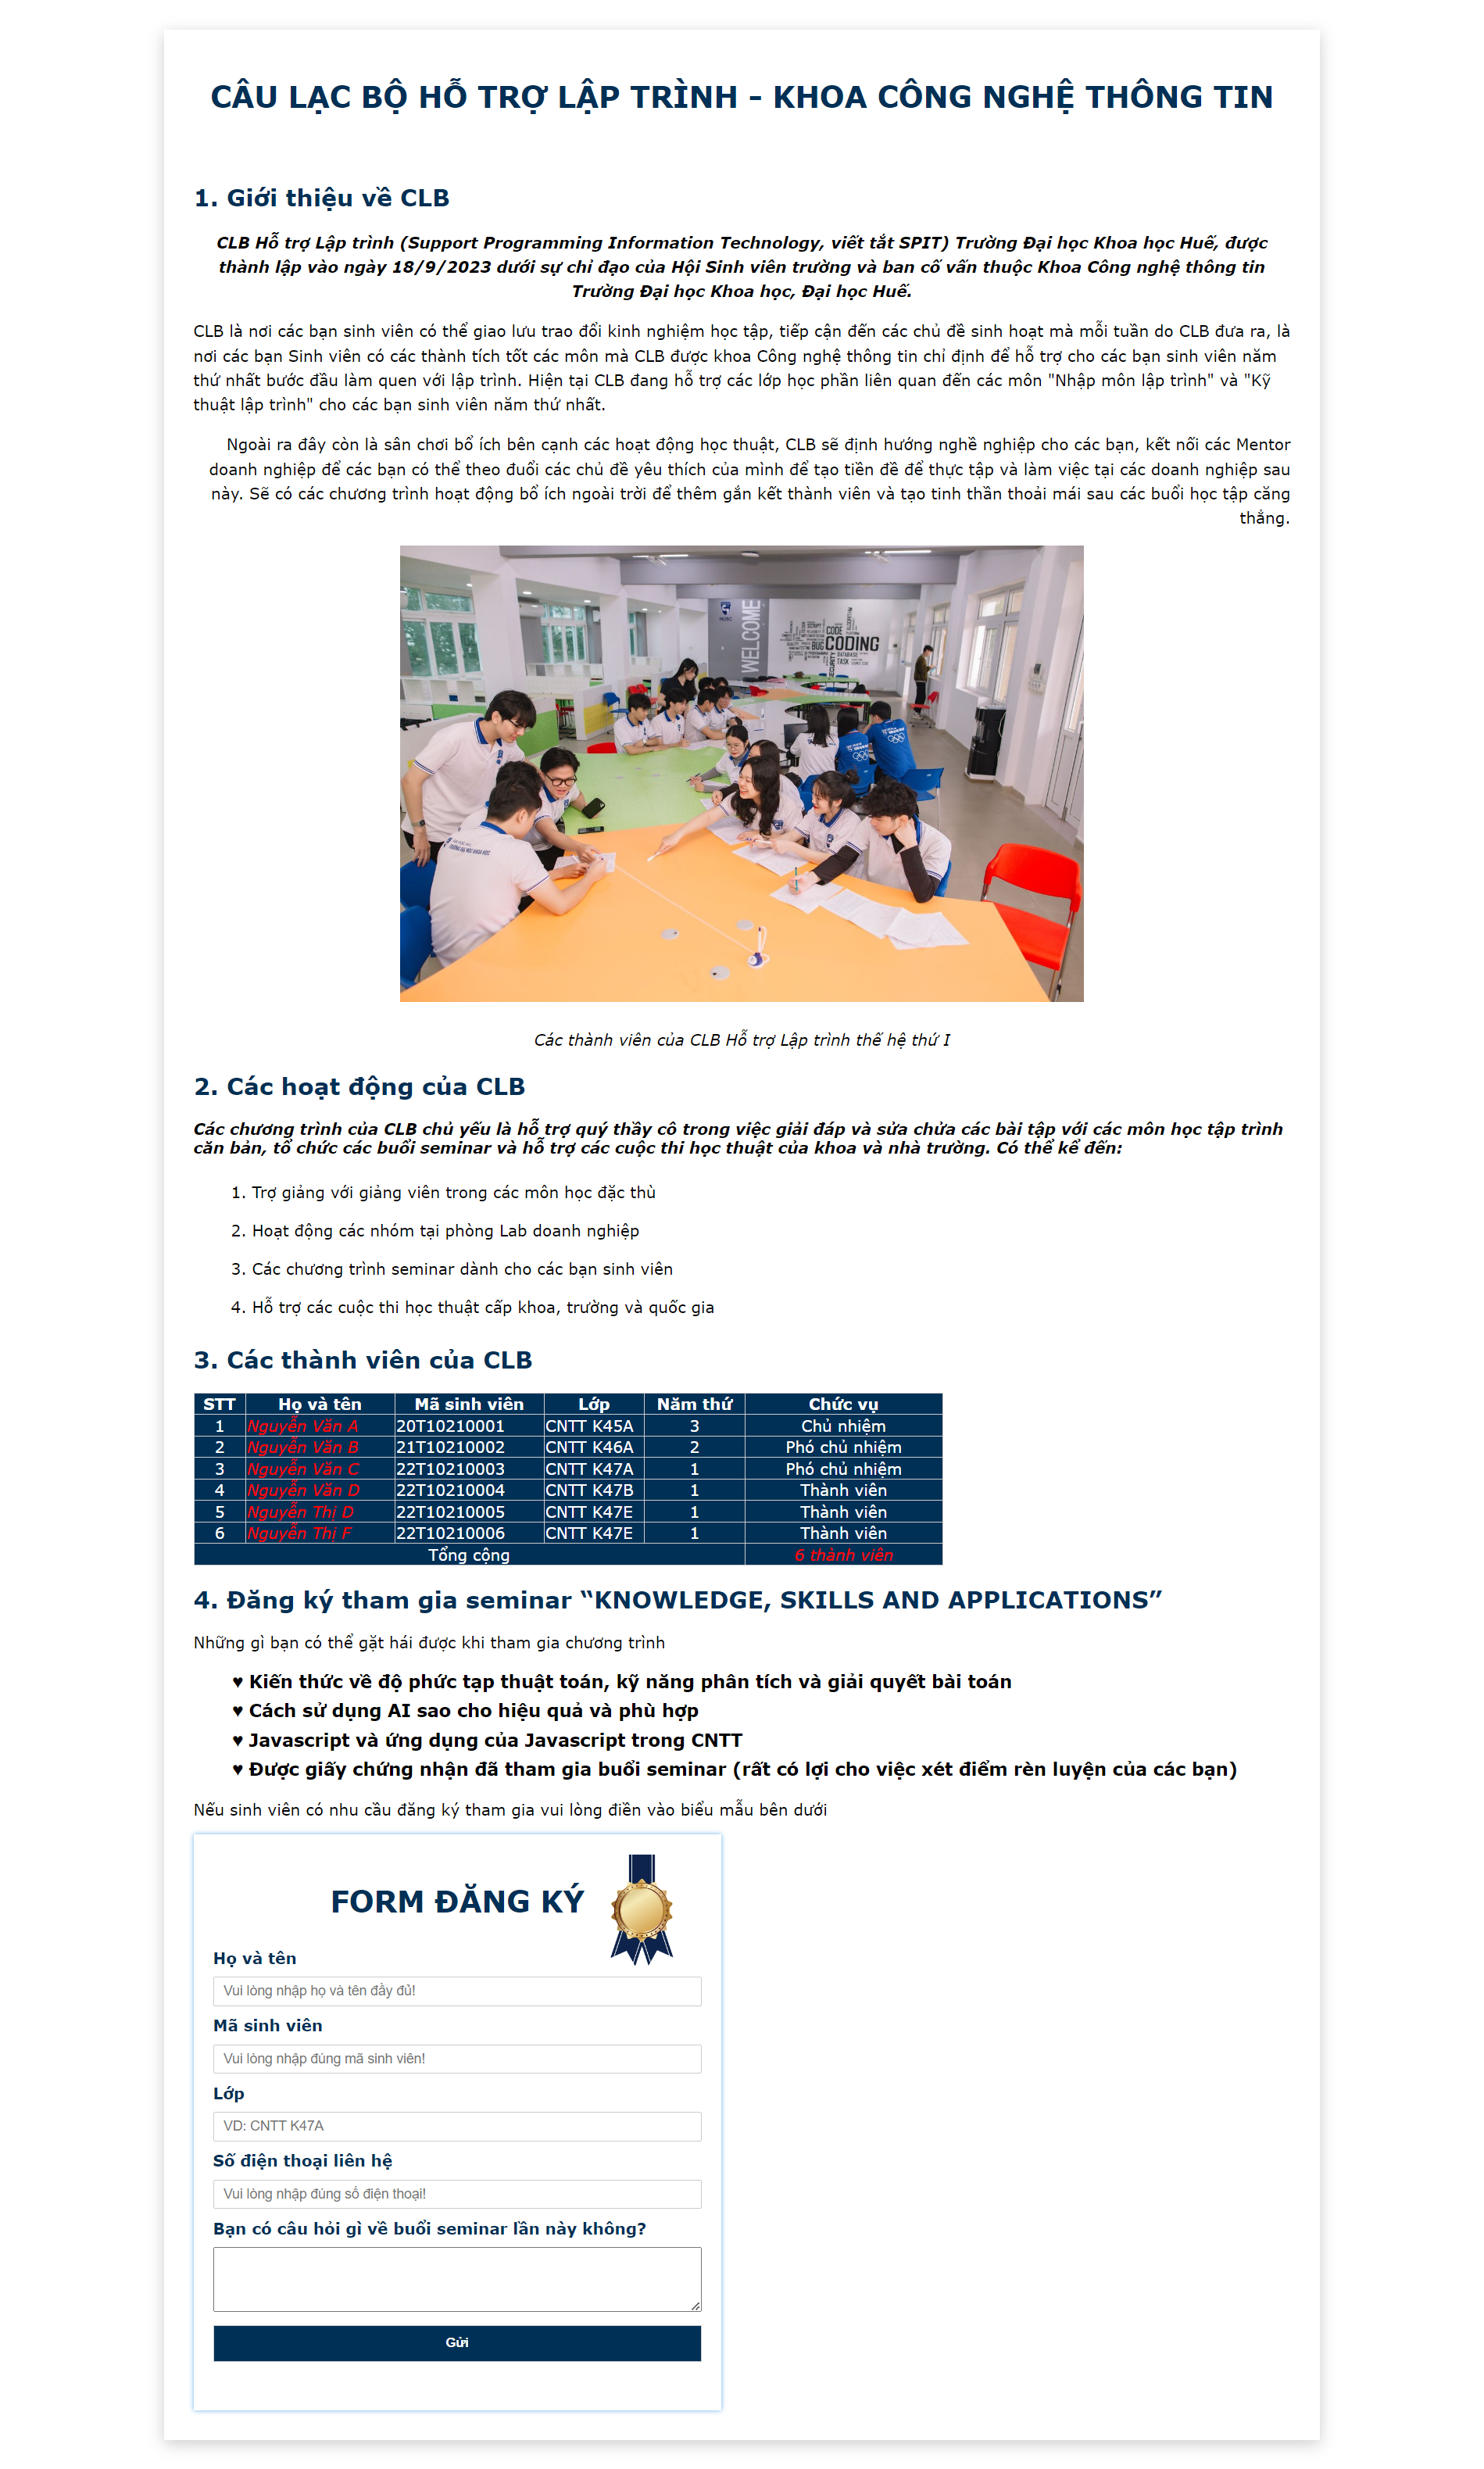 CÂU LẠC BỘ HỖ TRỢ LẬP TRÌNH – KHOA CÔNG NGHỆ THÔNG TIN
1. Giới thiệu về CLB
CLB Hỗ trợ Lập trình (Support Programming Information Technology, viết tắt SPIT) Trường Đại học Khoa học Huế, được
thành lập vào ngày 18/9/2023 dưới sự chỉ đạo của Hội Sinh viên trường và ban cố vấn thuộc Khoa Công nghệ thông tin
Trường Đại học Khoa học, Đại học Huế.
CLB là nơi các bạn sinh viên có thể giao lưu trao đổi kinh nghiệm học tập, tiếp cận đến các chủ đề sinh hoạt mà mỗi tuần do CLB đưa ra, là
nơi các bạn Sinh viên có các thành tích tốt các môn mà CLB được khoa Công nghệ thông tin chỉ định để hỗ trợ cho các bạn sinh viên năm
thứ nhất bước đầu làm quen với lập trình. Hiện tại CLB đang hỗ trợ các lớp học phần liên quan đến các môn "Nhập môn lập trình" và "Kỹ
thuật lập trình" cho các bạn sinh viên năm thứ nhất.
Ngoài ra đây còn là sân chơi bổ ích bên cạnh các hoạt động học thuật, CLB sẽ định hướng nghề nghiệp cho các bạn, kết nối các Mentor
doanh nghiệp để các bạn có thể theo đuổi các chủ đề yêu thích của mình để tạo tiền đề để thực tập và làm việc tại các doanh nghiệp sau
này. Sẽ có các chương trình hoạt động bổ ích ngoài trời để thêm gắn kết thành viên và tạo tinh thần thoải mái sau các buổi học tập căng
thẳng.
WELCOME
CODE
BUG CODING
DATABASE
TASK
SECURITY
Các thành viên của CLB Hỗ trợ Lập trình thế hệ thứ I
2. Các hoạt động của CLB
Các chương trình của CLB chủ yếu là hỗ trợ quý thầy cô trong việc giải đáp và sửa chửa các bài tập với các môn học tập trình
căn bản, tổ chức các buổi seminar và hỗ trợ các cuộc thi học thuật của khoa và nhà trường. Có thể kể đến:
1. Trợ giảng với giảng viên trong các môn học đặc thù
2. Hoạt động các nhóm tại phòng Lab doanh nghiệp
3. Các chương trình seminar dành cho các bạn sinh viên
4. Hỗ trợ các cuộc thi học thuật cấp khoa, trường và quốc gia
3. Các thành viên của CLB
STT Họ và tên Mã sinh viên Lớp Năm thứ Chức vụ
1 Nguyễn Văn A 20T10210001 CNTT K45A 3 Chủ nhiệm
2 Nguyễn Văn B 21T10210002 CNTT K46A 2 Phó chủ nhiệm
3 Nguyễn Văn C 22T10210003 CNTT K47A 1 Phó chủ nhiệm
4 Nguyễn Văn D 22T10210004 CNTT K47B 1 Thành viên
5 Nguyễn Thị D 22T10210005 CNTT K47E 1 Thành viên
6 Nguyễn Thị F 22T10210006 CNTT K47E 1 Thành viên
Tổng cộng 6 thành viên
4. Đăng ký tham gia seminar “KNOWLEDGE, SKILLS AND APPLICATIONS”
Những gì bạn có thể gặt hái được khi tham gia chương trình
♥ Kiến thức về độ phức tạp thuật toán, kỹ năng phân tích và giải quyết bài toán
♥ Cách sử dụng AI sao cho hiệu quả và phù hợp
♥ Javascript và ứng dụng của Javascript trong CNTT
♥ Được giấy chứng nhận đã tham gia buổi seminar (rất có lợi cho việc xét điểm rèn luyện của các bạn)
Nếu sinh viên có nhu cầu đăng ký tham gia vui lòng điền vào biểu mẫu bên dưới
FORM ĐĂNG KÝ
Họ và tên
Vui lòng nhập họ và tên đầy đủ!
Mã sinh viên
Vui lòng nhập đúng mã sinh viên!
Lớp
VD: CNTT K47A
Số điện thoại liên hệ
Vui lòng nhập đúng số điện thoại!
Bạn có câu hỏi gì về buổi seminar lần này không?
Gửi